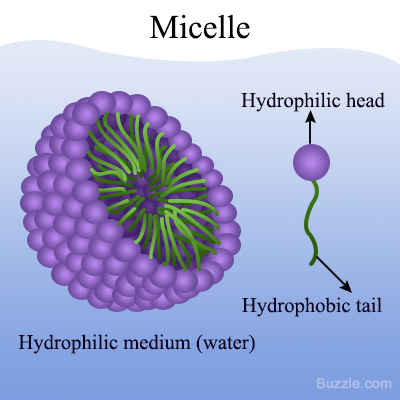 Micelle
Hydrophilic head
Hydrophobic tail
Hydrophilic medium (water)
Buzzle.com